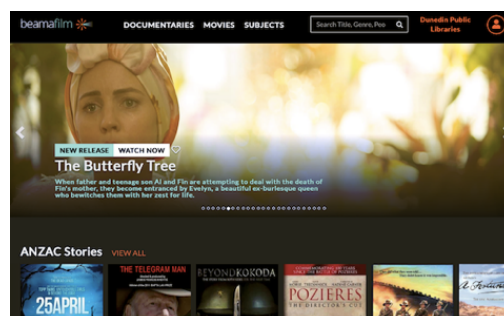 beamafilm
DOCUMENTARIES MOVIES SUBJECTS
Search Title, Genre, Peo
Dunedin Public
Libraries
NEW RELEASE WATCH NOW
The Butterfly Tree
When father and teenage son Al and Fin are attempting to deal with the death of
Fin's mother, they become entranced by Evelyn, a beautiful ex-burlesque queen
who bewitches them with her zest for life.
ANZAC Stories VIEW ALL
25APRIL
THE TELEGRAM MAN
BEYONDKOKODA
POZIERES
THE DIRECTOR'S CUT